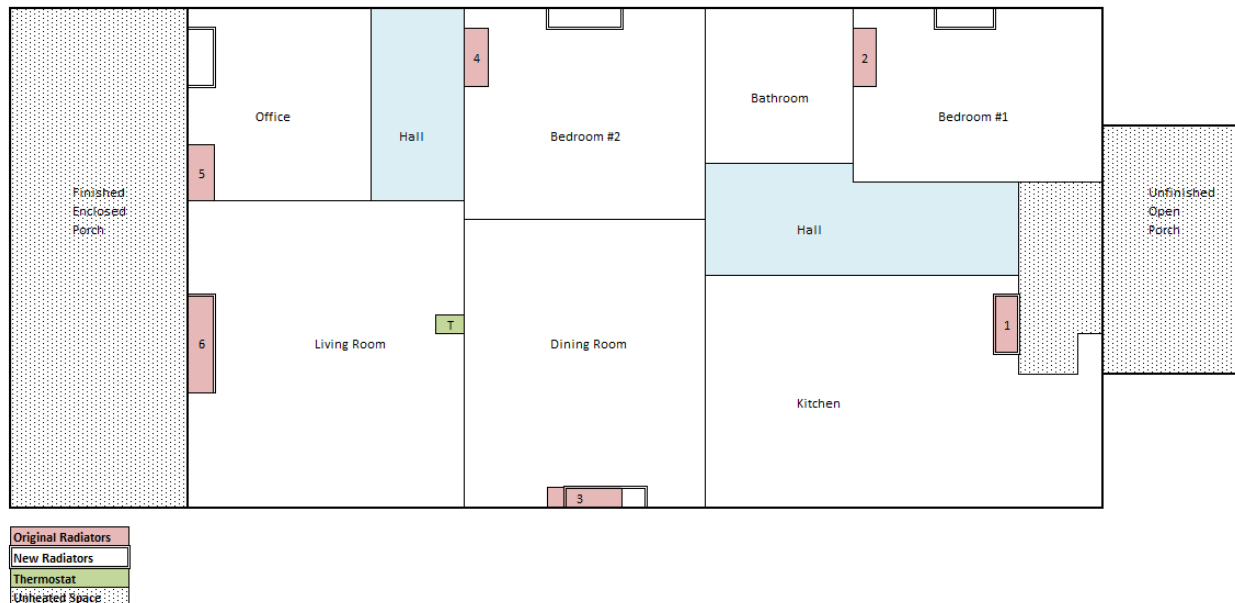 4
2
Bathroom
Office
Hall
Bedroom #2
Bedroom #1
5
Finished
Enclosed
Porch
Unfinished
Open
Porch
Hall
T
1
6
Living Room
Dining Room
Kitchen
3
Original Radiators
New Radiators
Thermostat
Unheated Space